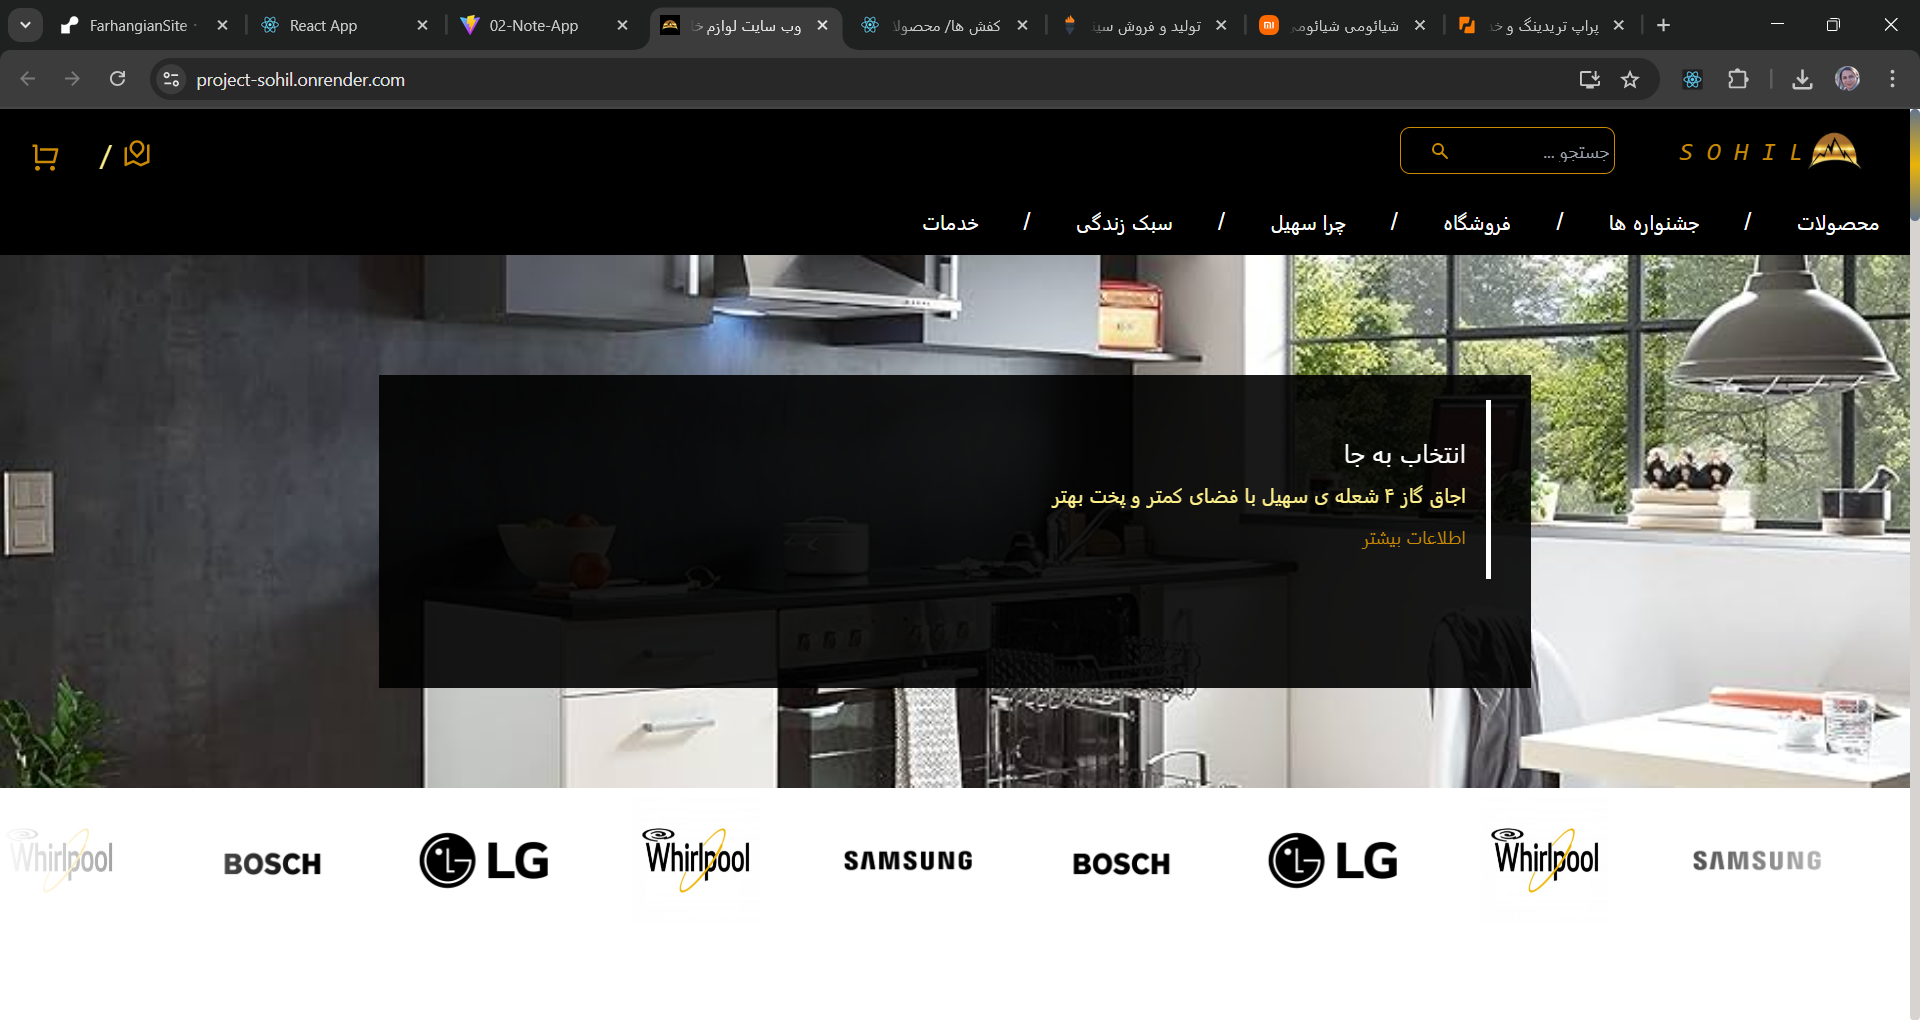 FarhangianSite
React App
02-Note-App
وب سایت لوازم
کفش ها/ محصولا
تولید و فروش
شیائومی شیائومی
پراپ تریدینگ و
project-sohil.onrender.com
/
جستجو ...
SOHIL
محصولات / جشنواره ها / فروشگاه / چرا سهیل / سبک زندگی / خدمات
انتخاب به جا
اجاق گاز ۴ شعله ی سهیل با فضای کمتر و پخت بهتر
اطلاعات بیشتر
Whirlpool BOSCH LG Whirlpool SAMSUNG BOSCH LG Whirlpool SAMSUNG